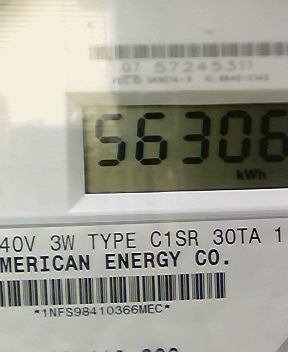 07 57245311
56306
kWh
40V 3W TYPE C1SR 30TA 1
MERICAN ENERGY CO.
*1NFS98410366MEC*